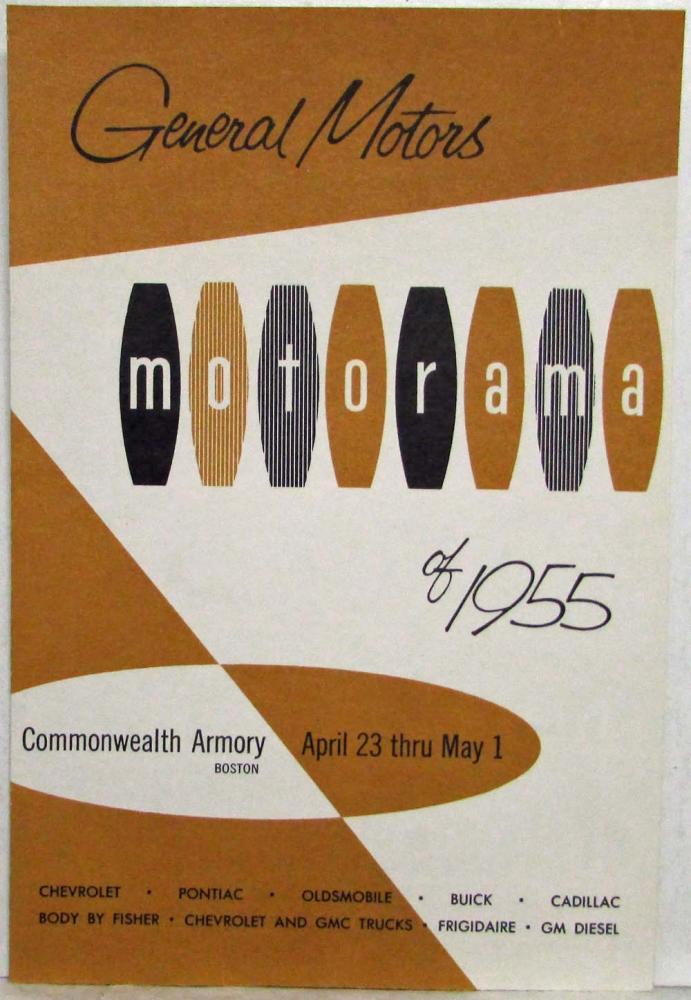 General Motors
motorama
of 1955
Commonwealth Armory April 23 thru May 1
BOSTON
CHEVROLET • PONTIAC • OLDSMOBILE • BUICK • CADILLAC
BODY BY FISHER • CHEVROLET AND GMC TRUCKS • FRIGIDAIRE • GM DIESEL